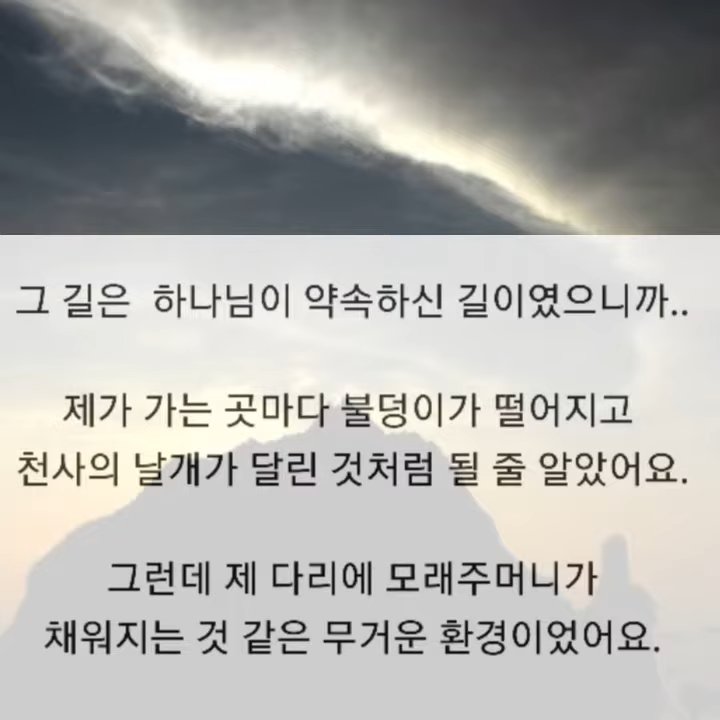 그 길은  하나님이 약속하신 길이였으니까..
제가 가는 곳마다 불덩이가 떨어지고
천사의 날개가 달린 것처럼 될 줄 알았어요.
그런데 제 다리에 모래주머니가
채워지는 것 같은 무거운 환경이었어요.